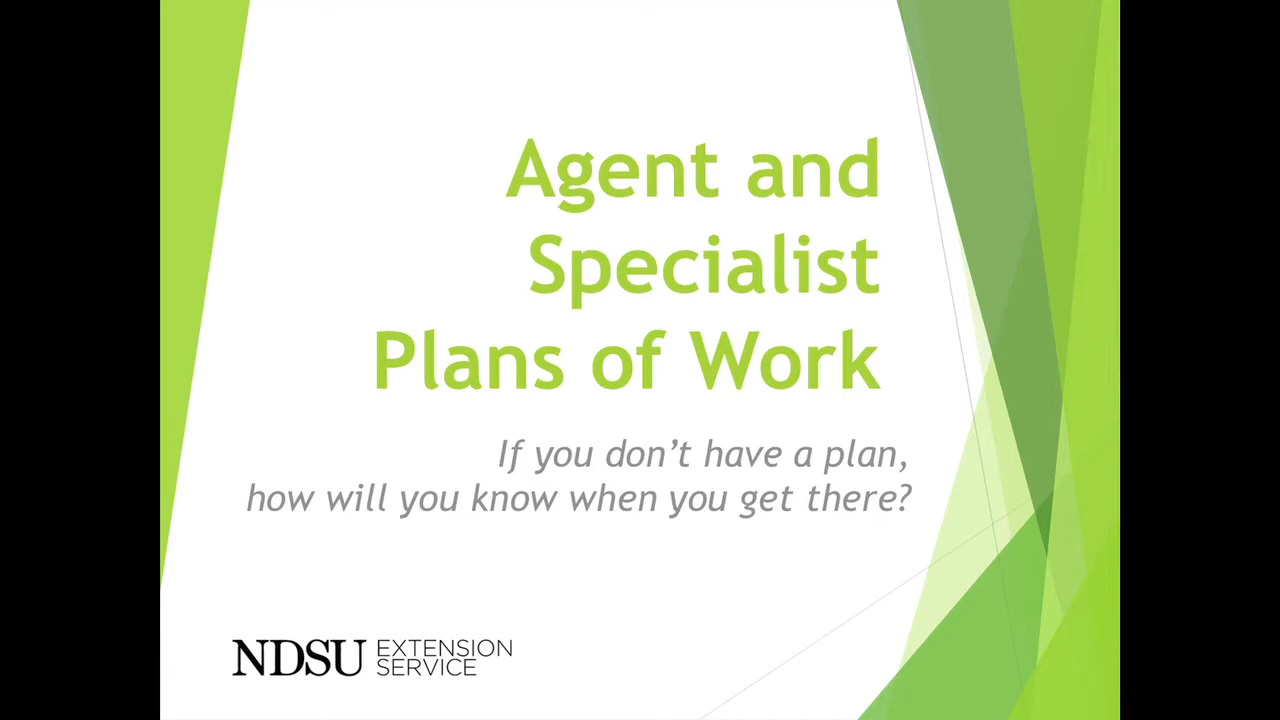 Agent and
Specialist
Plans of Work
If you don’t have a plan,
how will you know when you get there?
NDSU EXTENSION
SERVICE